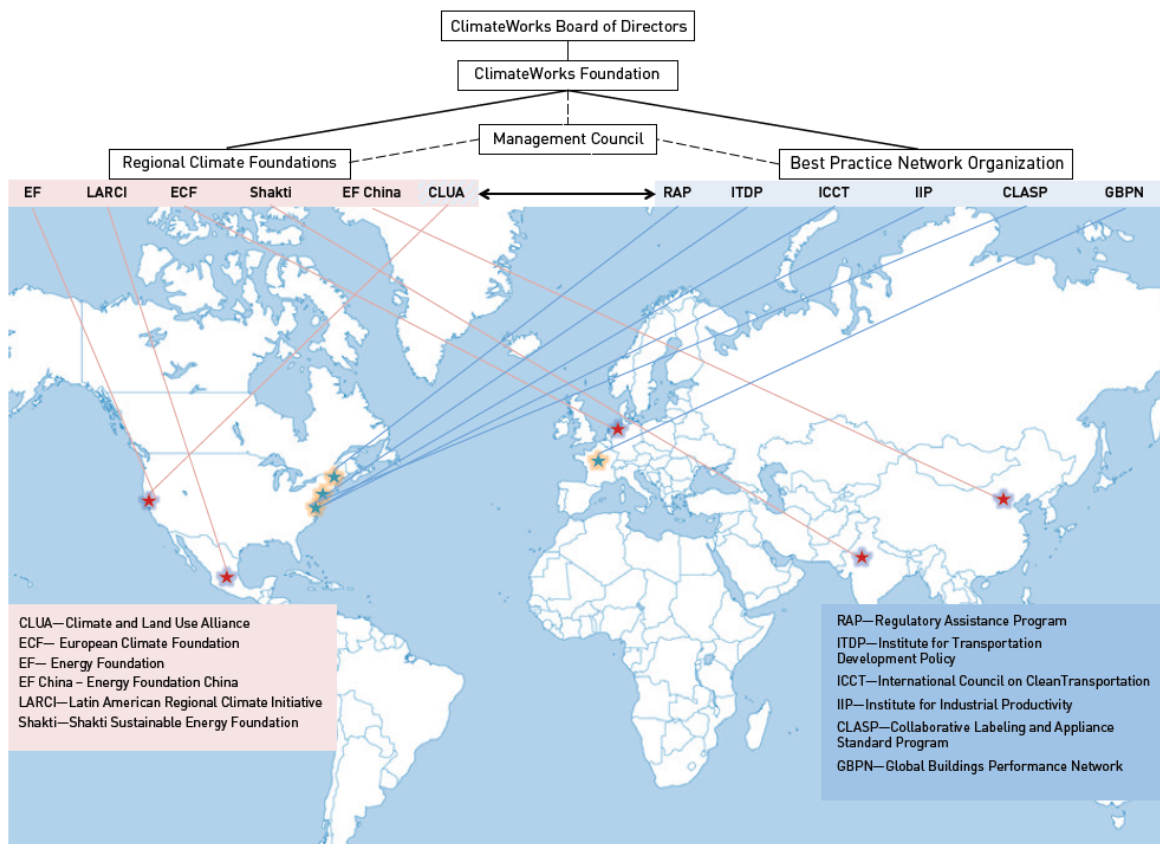 ClimateWorks Board of Directors
ClimateWorks Foundation
Management Council
Regional Climate Foundations
Best Practice Network Organization
EF LARCI ECF Shakti EF China CLUA RAP ITDP ICCT IIP CLASP GBPN
CLUA—Climate and Land Use Alliance
ECF— European Climate Foundation
EF— Energy Foundation
EF China – Energy Foundation China
LARCI—Latin American Regional Climate Initiative
Shakti—Shakti Sustainable Energy Foundation
RAP—Regulatory Assistance Program
ITDP—Institute for Transportation
Development Policy
ICCT—International Council on CleanTransportation
IIP—Institute for Industrial Productivity
CLASP—Collaborative Labeling and Appliance
Standard Program
GBPN—Global Buildings Performance Network